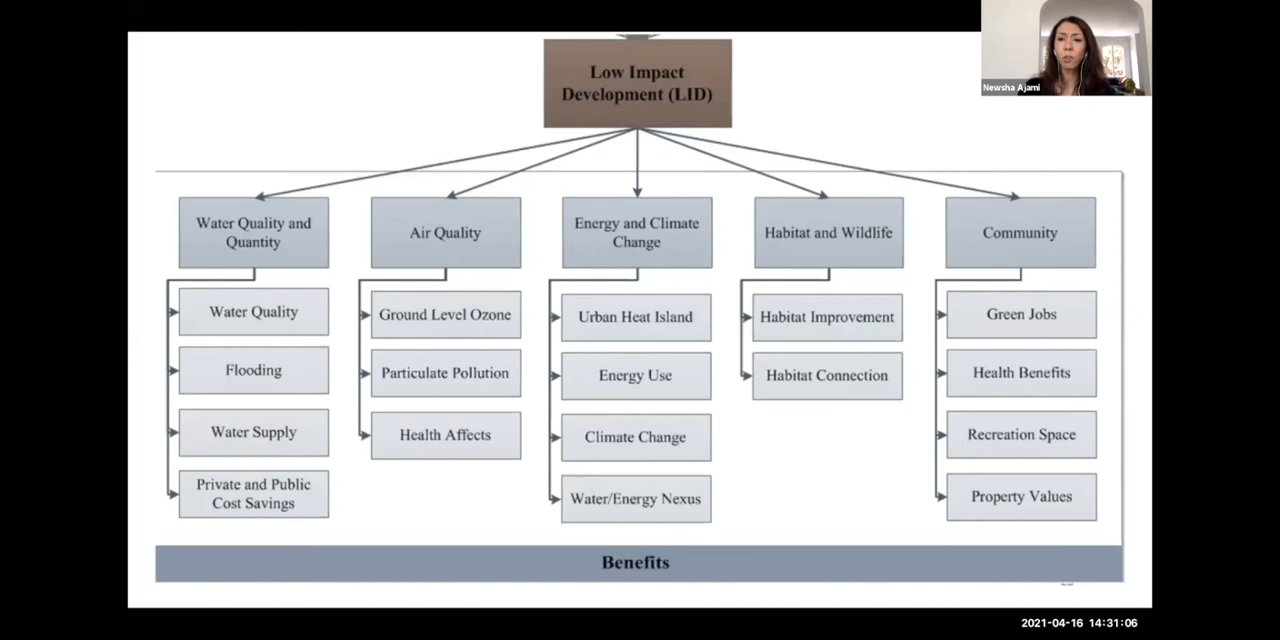 Low Impact
Development (LID)
Newsha Ajami
Water Quality and
Quantity
Air Quality
Energy and Climate
Change
Habitat and Wildlife
Community
Water Quality
Flooding
Water Supply
Private and Public
Cost Savings
Ground Level Ozone
Particulate Pollution
Health Affects
Urban Heat Island
Energy Use
Climate Change
Water/Energy Nexus
Habitat Improvement
Habitat Connection
Green Jobs
Health Benefits
Recreation Space
Property Values
Benefits
2021-04-16 14:31:06